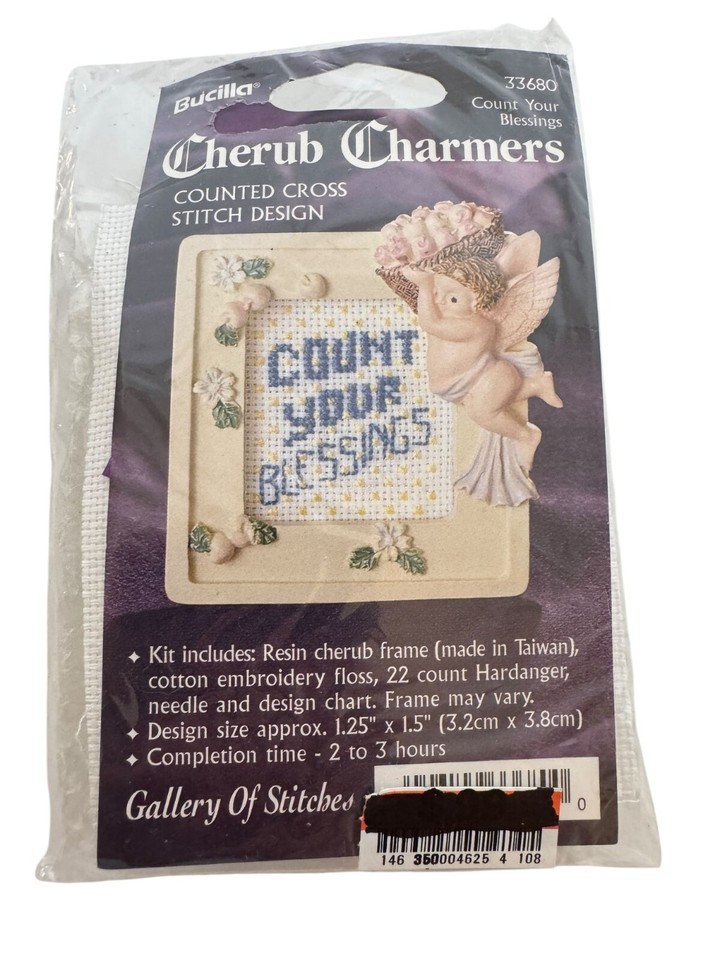 Bucilla®
33680
Count Your
Blessings
Cherub Charmers
COUNTED CROSS
STITCH DESIGN
COUNT
YOUR
BLESSINGS
✦ Kit includes: Resin cherub frame (made in Taiwan),
cotton embroidery floss, 22 count Hardanger,
needle and design chart. Frame may vary.
✦ Design size approx. 1.25" x 1.5" (3.2cm x 3.8cm)
✦ Completion time - 2 to 3 hours
Gallery Of Stitches
0
146 350004625 4 108